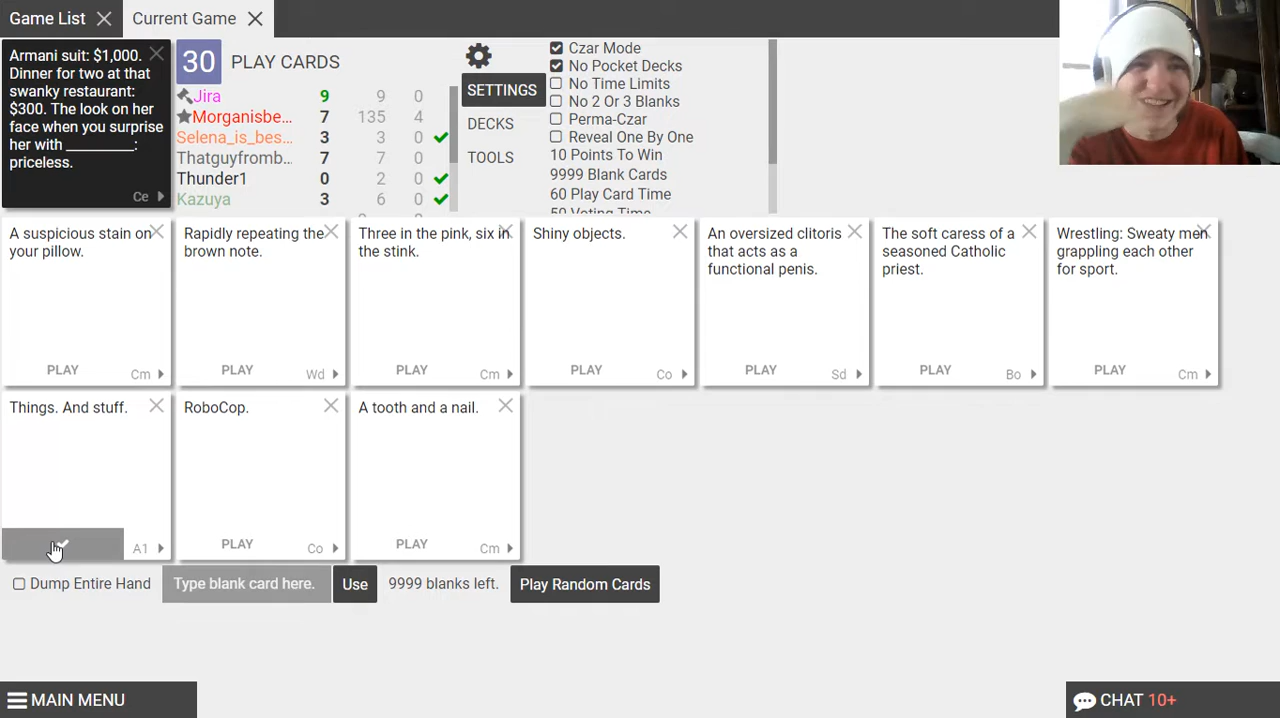 Game List
Current Game
Armani suit: $1,000.
Dinner for two at that
swanky restaurant:
$300. The look on her
face when you surprise
her with _________:
priceless.
Ce
30 PLAY CARDS
Jira 9 9 0
Morganisbe... 7 135 4
Selena_is_bes... 3 3 0
Thatguyfromb... 7 7 0
Thunder1 0 2 0
Kazuya 3 6 0
SETTINGS
DECKS
TOOLS
Czar Mode
No Pocket Decks
No Time Limits
No 2 Or 3 Blanks
Perma-Czar
Reveal One By One
10 Points To Win
9999 Blank Cards
60 Play Card Time
50 Voting Time
A suspicious stain on
your pillow.
PLAY Cm
Rapidly repeating the
brown note.
PLAY Wd
Three in the pink, six in
the stink.
PLAY Cm
Shiny objects.
PLAY Co
An oversized clitoris
that acts as a
functional penis.
PLAY Sd
The soft caress of a
seasoned Catholic
priest.
PLAY Bo
Wrestling: Sweaty men
grappling each other
for sport.
PLAY Cm
Things. And stuff.
A1
RoboCop.
PLAY Co
A tooth and a nail.
PLAY Cm
Dump Entire Hand
Type blank card here.
Use
9999 blanks left.
Play Random Cards
MAIN MENU
CHAT 10+